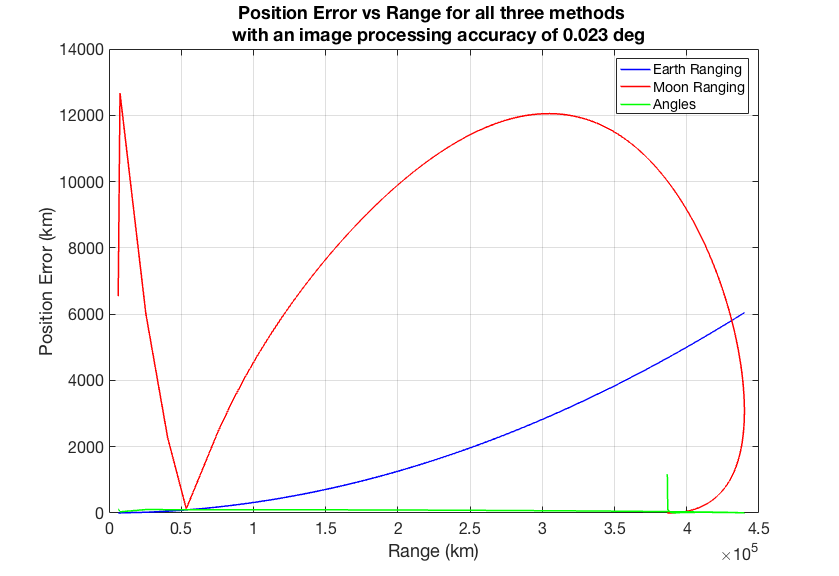 Position Error vs Range for all three methods
with an image processing accuracy of 0.023 deg
14000
12000
10000
8000
6000
4000
2000
0
Position Error (km)
Earth Ranging
Moon Ranging
Angles
0 0.5 1 1.5 2 2.5 3 3.5 4 4.5
Range (km)
×10^5